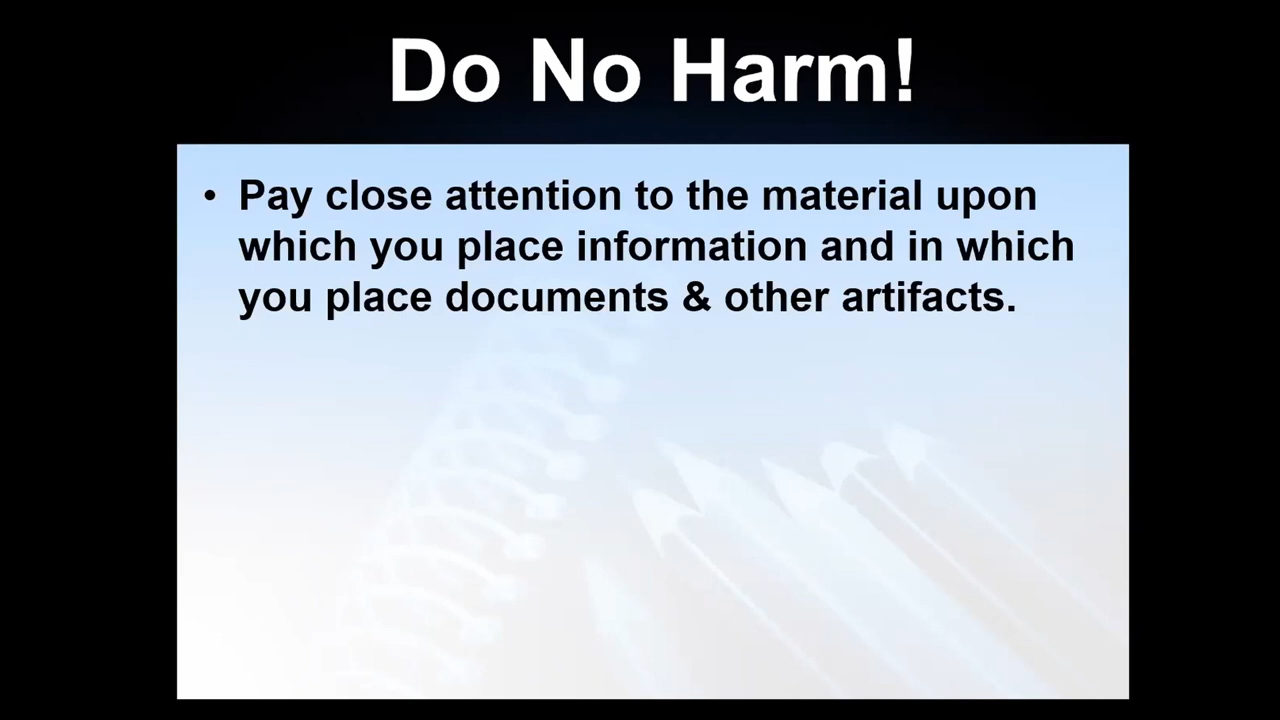 Do No Harm!
• Pay close attention to the material upon
which you place information and in which
you place documents & other artifacts.